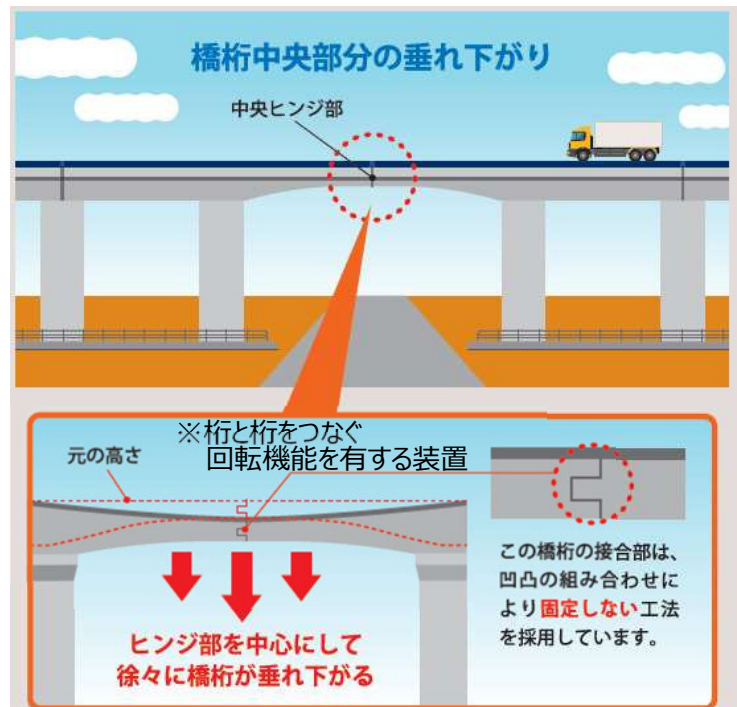 橋桁中央部分の垂れ下がり
中央ヒンジ部
※桁と桁をつなぐ
回転機能を有する装置
元の高さ
ヒンジ部を中心にして
徐々に橋桁が垂れ下がる
この橋桁の接合部は、
凹凸の組み合わせに
より固定しない工法
を採用しています。